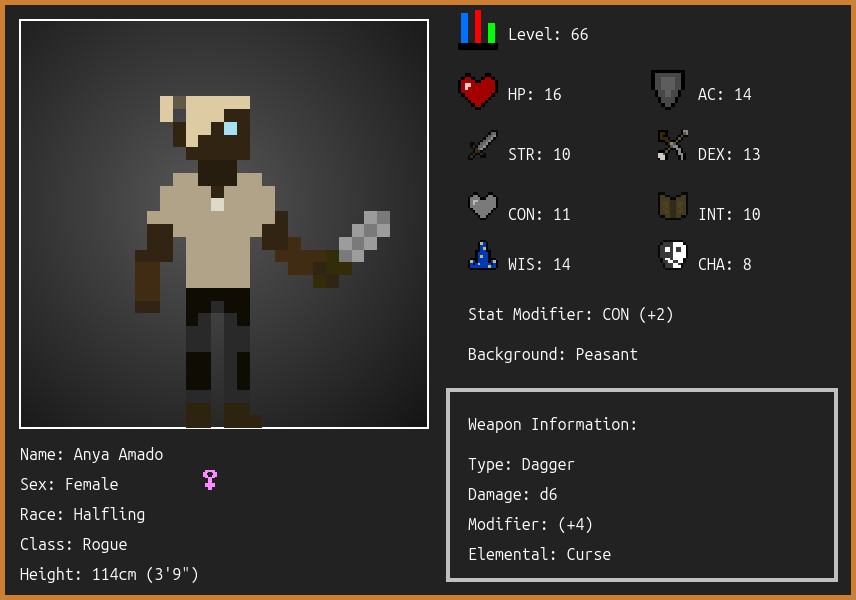 Level: 66
HP: 16
AC: 14
STR: 10
DEX: 13
CON: 11
INT: 10
WIS: 14
CHA: 8
Stat Modifier: CON (+2)
Background: Peasant
Weapon Information:
Type: Dagger
Damage: d6
Modifier: (+4)
Elemental: Curse
Name: Anya Amado
Sex: Female
Race: Halfling
Class: Rogue
Height: 114cm (3'9")